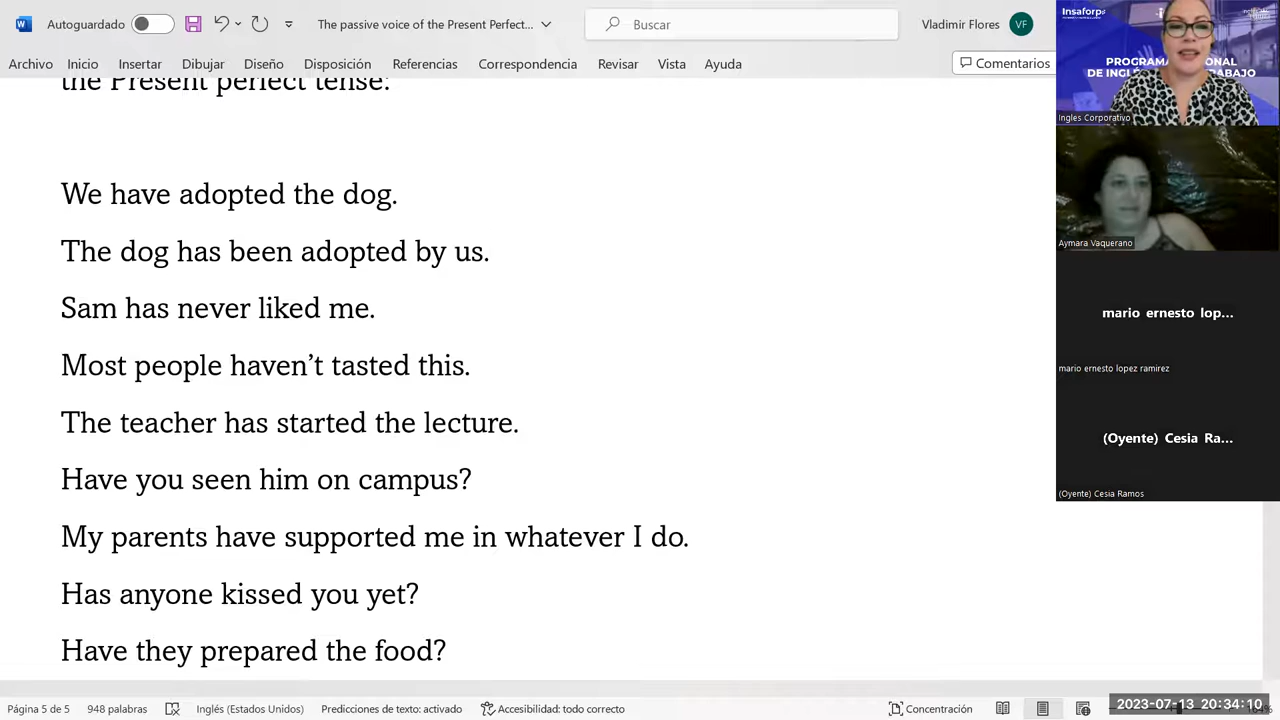 Autoguardado
The passive voice of the Present Perfect...
Buscar
Vladimir Flores
VF
Archivo
Inicio
Insertar
Dibujar
Diseño
Disposición
Referencias
Correspondencia
Revisar
Vista
Ayuda
Comentarios
the Present perfect tense:
We have adopted the dog.
The dog has been adopted by us.
Sam has never liked me.
Most people haven't tasted this.
The teacher has started the lecture.
Have you seen him on campus?
My parents have supported me in whatever I do.
Has anyone kissed you yet?
Have they prepared the food?
Insaforp
Ingles Corporativo
Aymara Vaquerano
mario ernesto lop...
mario ernesto lopez ramirez
(Oyente) Cesia Ra...
(Oyente) Cesia Ramos
Página 5 de 5
948 palabras
Inglés (Estados Unidos)
Predicciones de texto: activado
Accesibilidad: todo correcto
Concentración
2023-07-13 20:34:10